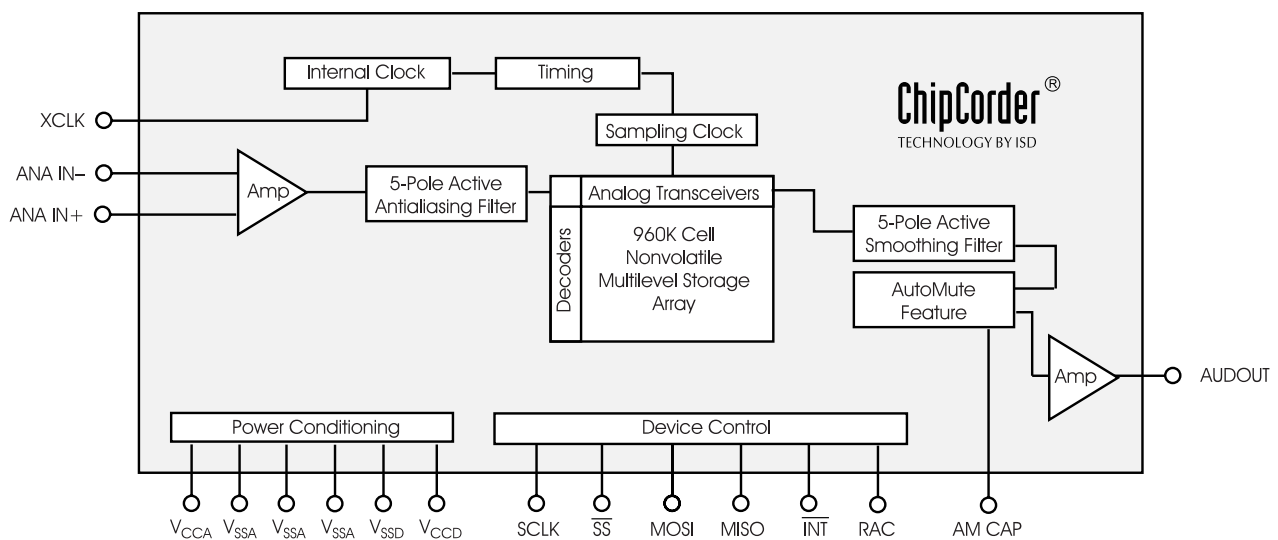 Internal Clock
Timing
ChipCorder®
TECHNOLOGY BY ISD
XCLK
Sampling Clock
ANA IN–
ANA IN+
Amp
5-Pole Active
Antialiasing Filter
Analog Transceivers
Decoders
960K Cell
Nonvolatile
Multilevel Storage
Array
5-Pole Active
Smoothing Filter
AutoMute
Feature
Amp
AUDOUT
Power Conditioning
Device Control
VCCA VSSA VSSA VSSA VSSD VCCD SCLK S̅S̅ MOSI MISO I̅N̅T̅ RAC AM CAP